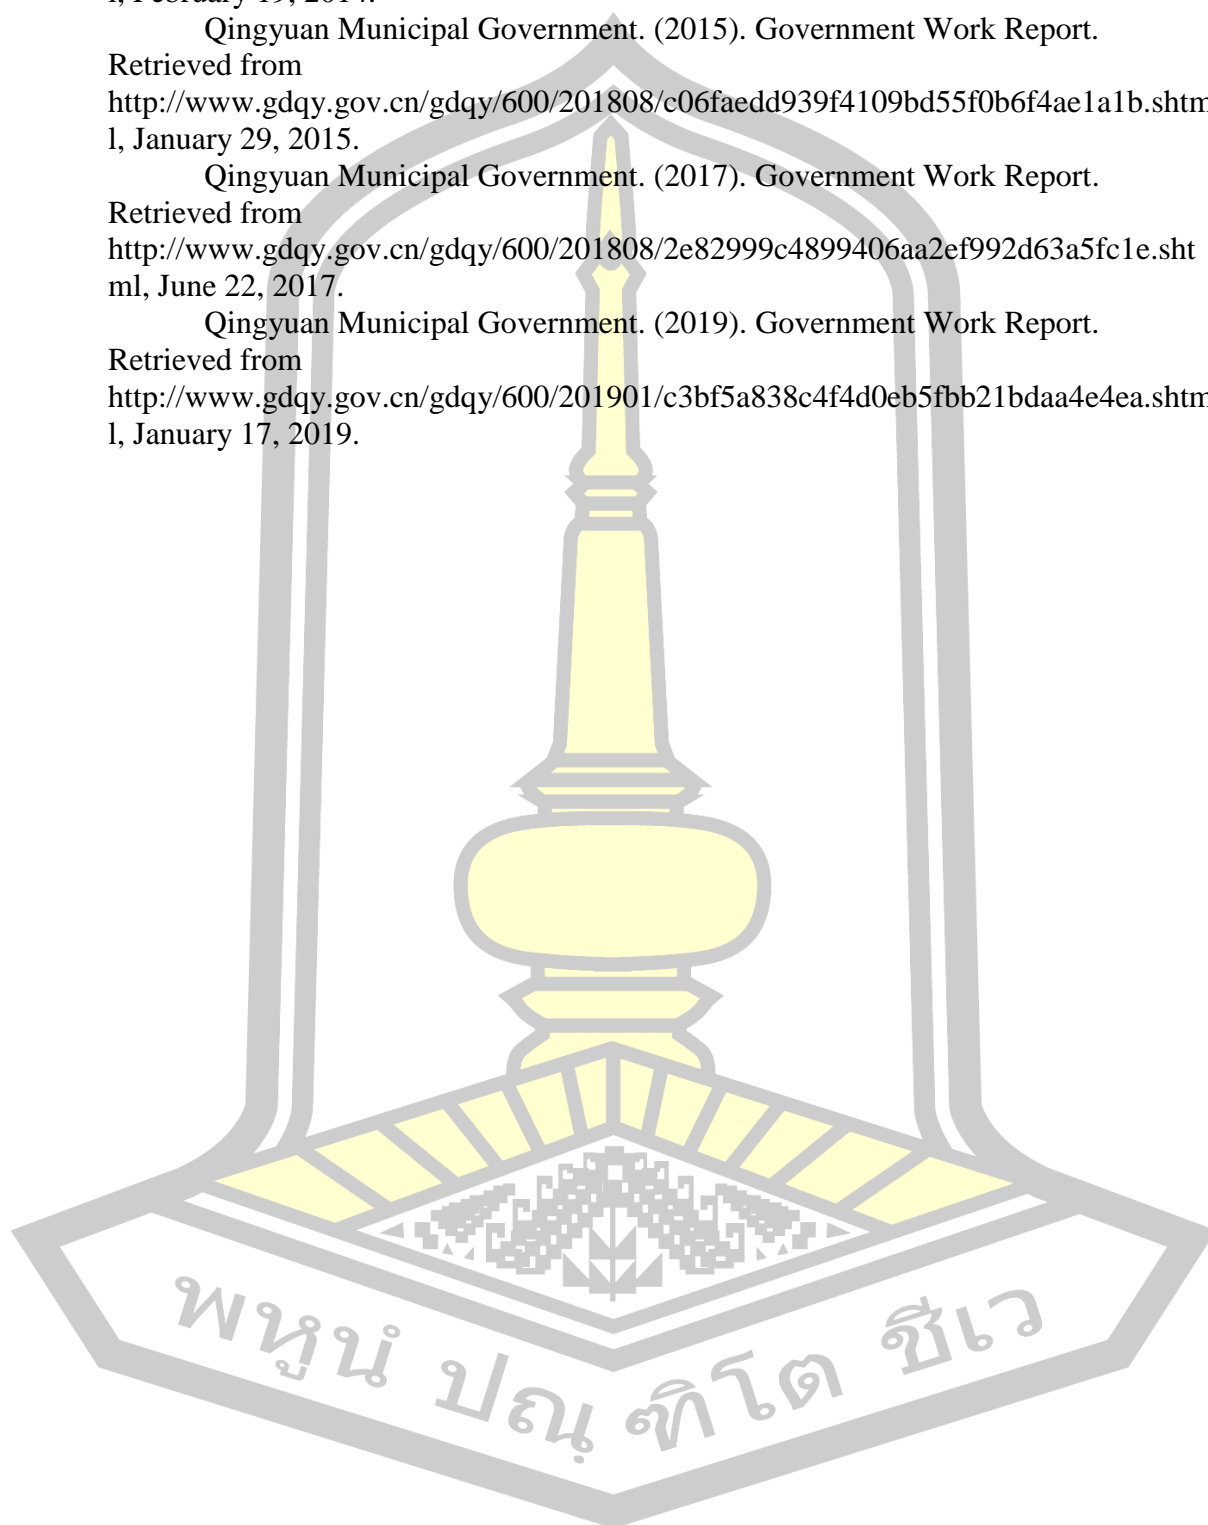 l, February 19, 2014.
Qingyuan Municipal Government. (2015). Government Work Report.
Retrieved from
http://www.gdqy.gov.cn/gdqy/600/201808/c06faedd939f4109bd55f0b6f4ae1a1b.shtm
l, January 29, 2015.
Qingyuan Municipal Government. (2017). Government Work Report.
Retrieved from
http://www.gdqy.gov.cn/gdqy/600/201808/2e82999c4899406aa2ef992d63a5fc1e.sht
ml, June 22, 2017.
Qingyuan Municipal Government. (2019). Government Work Report.
Retrieved from
http://www.gdqy.gov.cn/gdqy/600/201901/c3bf5a838c4f4d0eb5fbb21bdaa4e4ea.shtm
l, January 17, 2019.
พหูนํ ปณฺ ฑิโต ชีเว